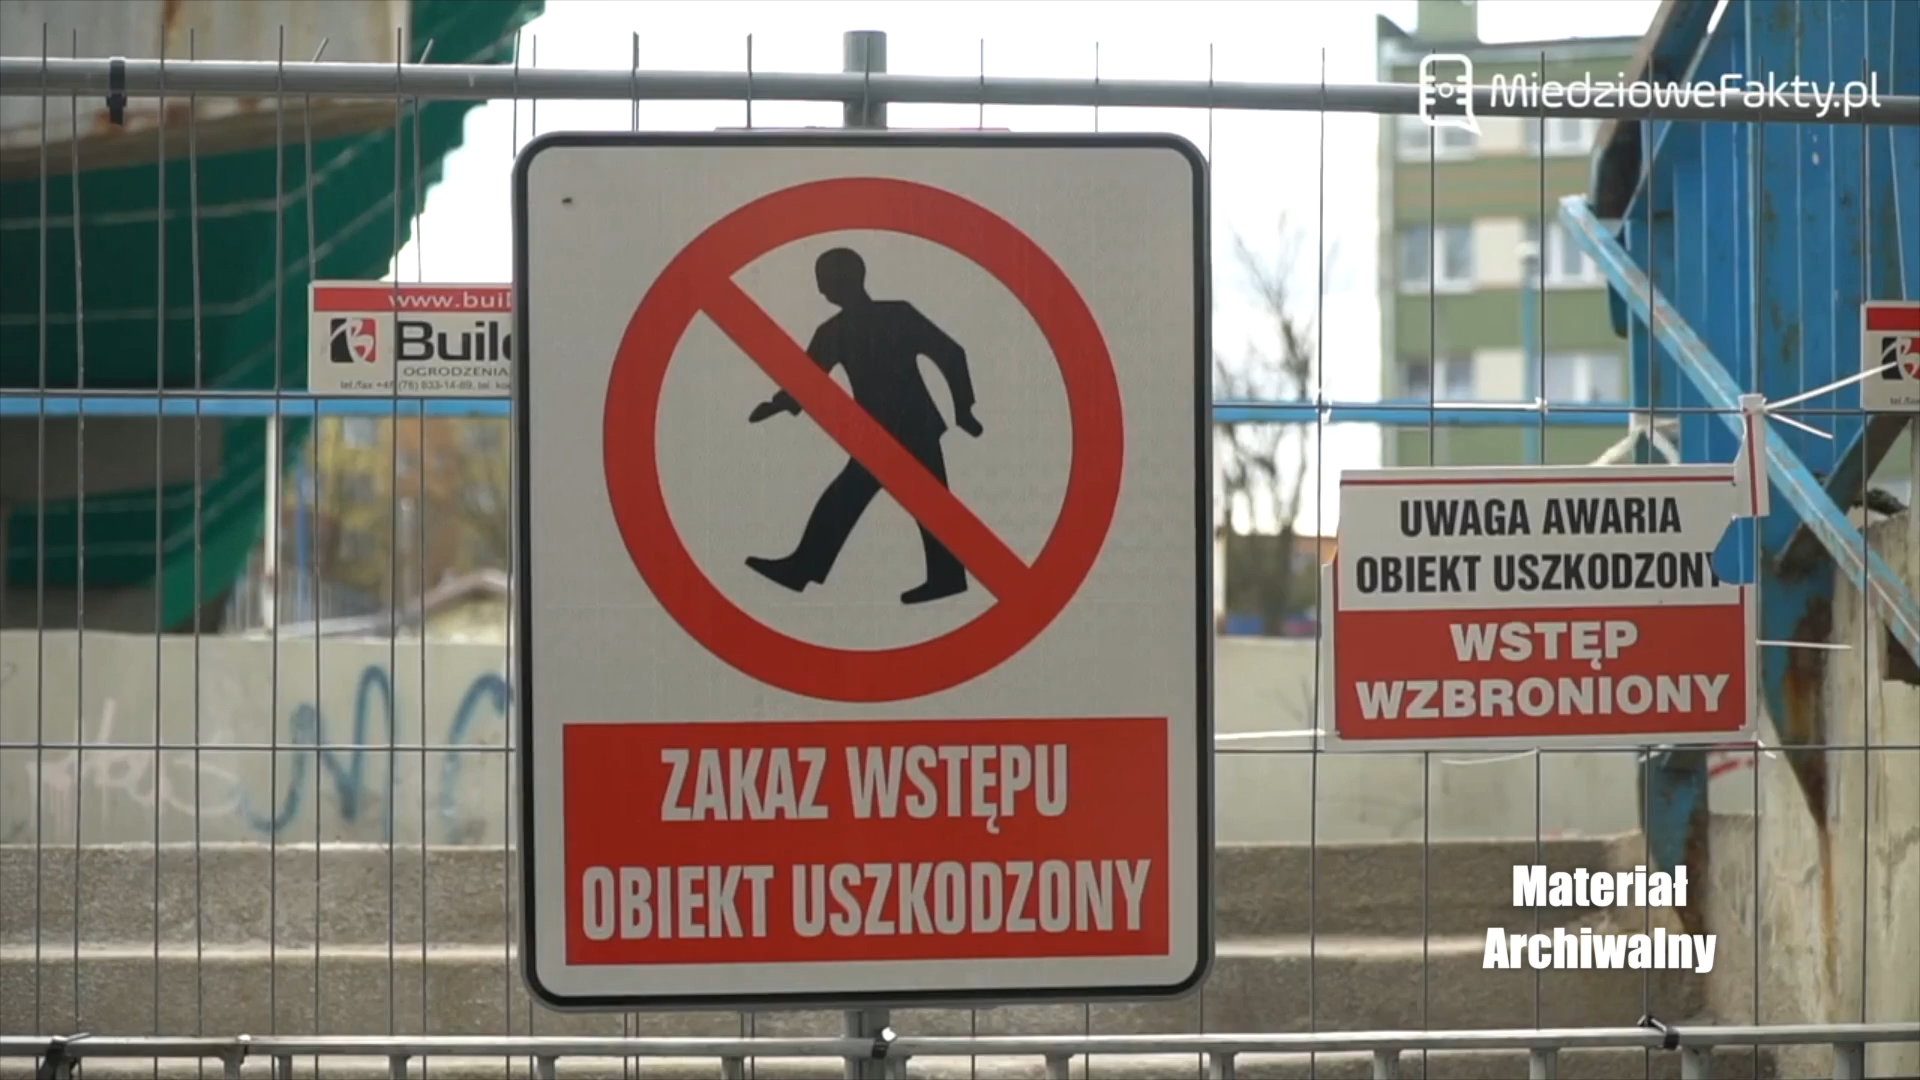 MiedzioweFakty.pl
www.buil
Buil
OGRODZENIA
ZAKAZ WSTĘPU
OBIEKT USZKODZONY
UWAGA AWARIA
OBIEKT USZKODZONY
WSTĘP
WZBRONIONY
Materiał
Archiwalny